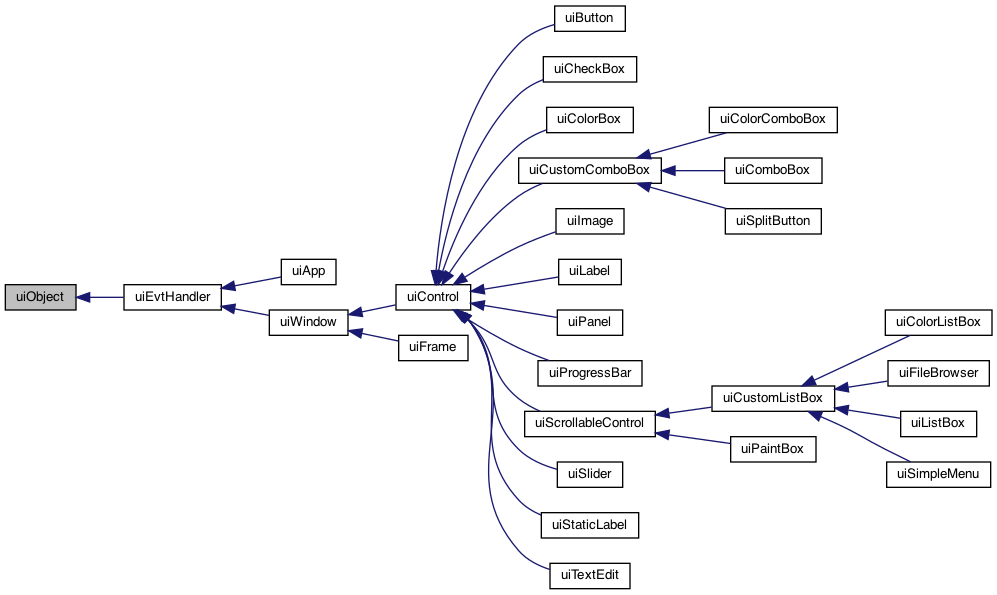 uiButton
uiCheckBox
uiColorBox
uiColorComboBox
uiCustomComboBox
uiComboBox
uiSplitButton
uiImage
uiLabel
uiApp
uiObject
uiEvtHandler
uiControl
uiWindow
uiPanel
uiColorListBox
uiFrame
uiProgressBar
uiFileBrowser
uiCustomListBox
uiScrollableControl
uiListBox
uiPaintBox
uiSlider
uiSimpleMenu
uiStaticLabel
uiTextEdit